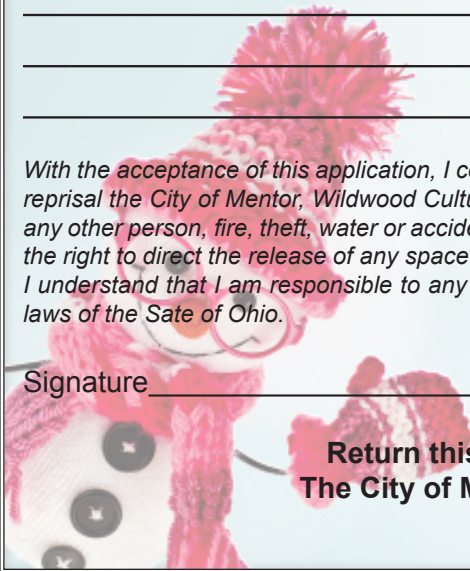 With the acceptance of this application, I c
reprisal the City of Mentor, Wildwood Cultu
any other person, fire, theft, water or accide
the right to direct the release of any space
I understand that I am responsible to any
laws of the Sate of Ohio.
Signature
Return this
The City of M